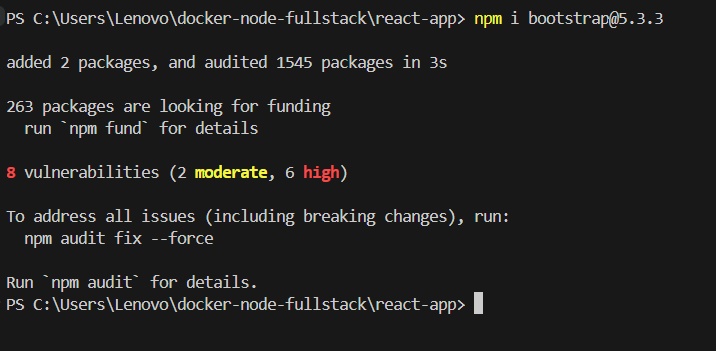 PS C:\Users\Lenovo\docker-node-fullstack\react-app> npm i bootstrap@5.3.3
added 2 packages, and audited 1545 packages in 3s
263 packages are looking for funding
  run `npm fund` for details
8 vulnerabilities (2 moderate, 6 high)
To address all issues (including breaking changes), run:
  npm audit fix --force
Run `npm audit` for details.
PS C:\Users\Lenovo\docker-node-fullstack\react-app>